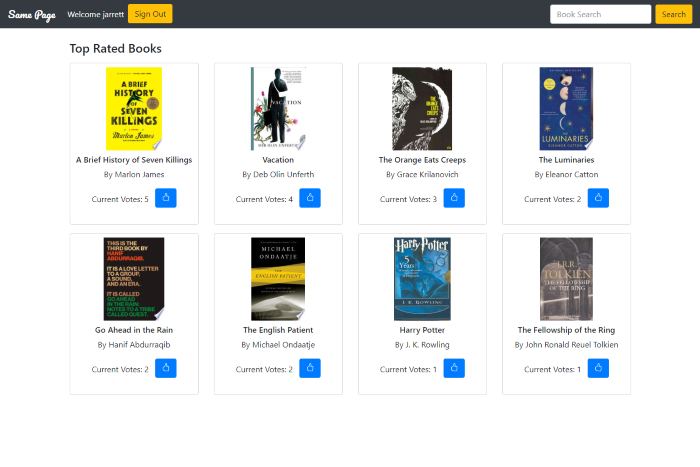 Same Page
Welcome jarrett
Sign Out
Book Search
Search
Top Rated Books
A BRIEF
HISTORY
OF
SEVEN
KILLINGS
Marlon James
A Brief History of Seven Killings
By Marlon James
Current Votes: 5
VACATION
DEB OLIN UNFERTH
Vacation
By Deb Olin Unferth
Current Votes: 4
THE
ORANGE
EATS
CREEPS
The Orange Eats Creeps
By Grace Krilanovich
Current Votes: 3
THE
LUMINARIES
ELEANOR CATTON
The Luminaries
By Eleanor Catton
Current Votes: 2
THIS IS THE
THIRD BOOK BY
HANIF
ABDURRAQIB.
IT IS A LOVE LETTER
TO A GROUP,
A SOUND,
AND AN ERA.
IT IS CALLED
GO AHEAD
IN THE RAIN:
NOTES TO A TRIBE
CALLED QUEST.
Go Ahead in the Rain
By Hanif Abdurraqib
Current Votes: 2
MICHAEL
ONDAATJE
THE
ENGLISH PATIENT
The English Patient
By Michael Ondaatje
Current Votes: 2
Harry Potter
5
Years
J. K. ROWLING
Harry Potter
By J. K. Rowling
Current Votes: 1
J.R.R.
TOLKIEN
THE FELLOWSHIP
OF THE RING
The Fellowship of the Ring
By John Ronald Reuel Tolkien
Current Votes: 1